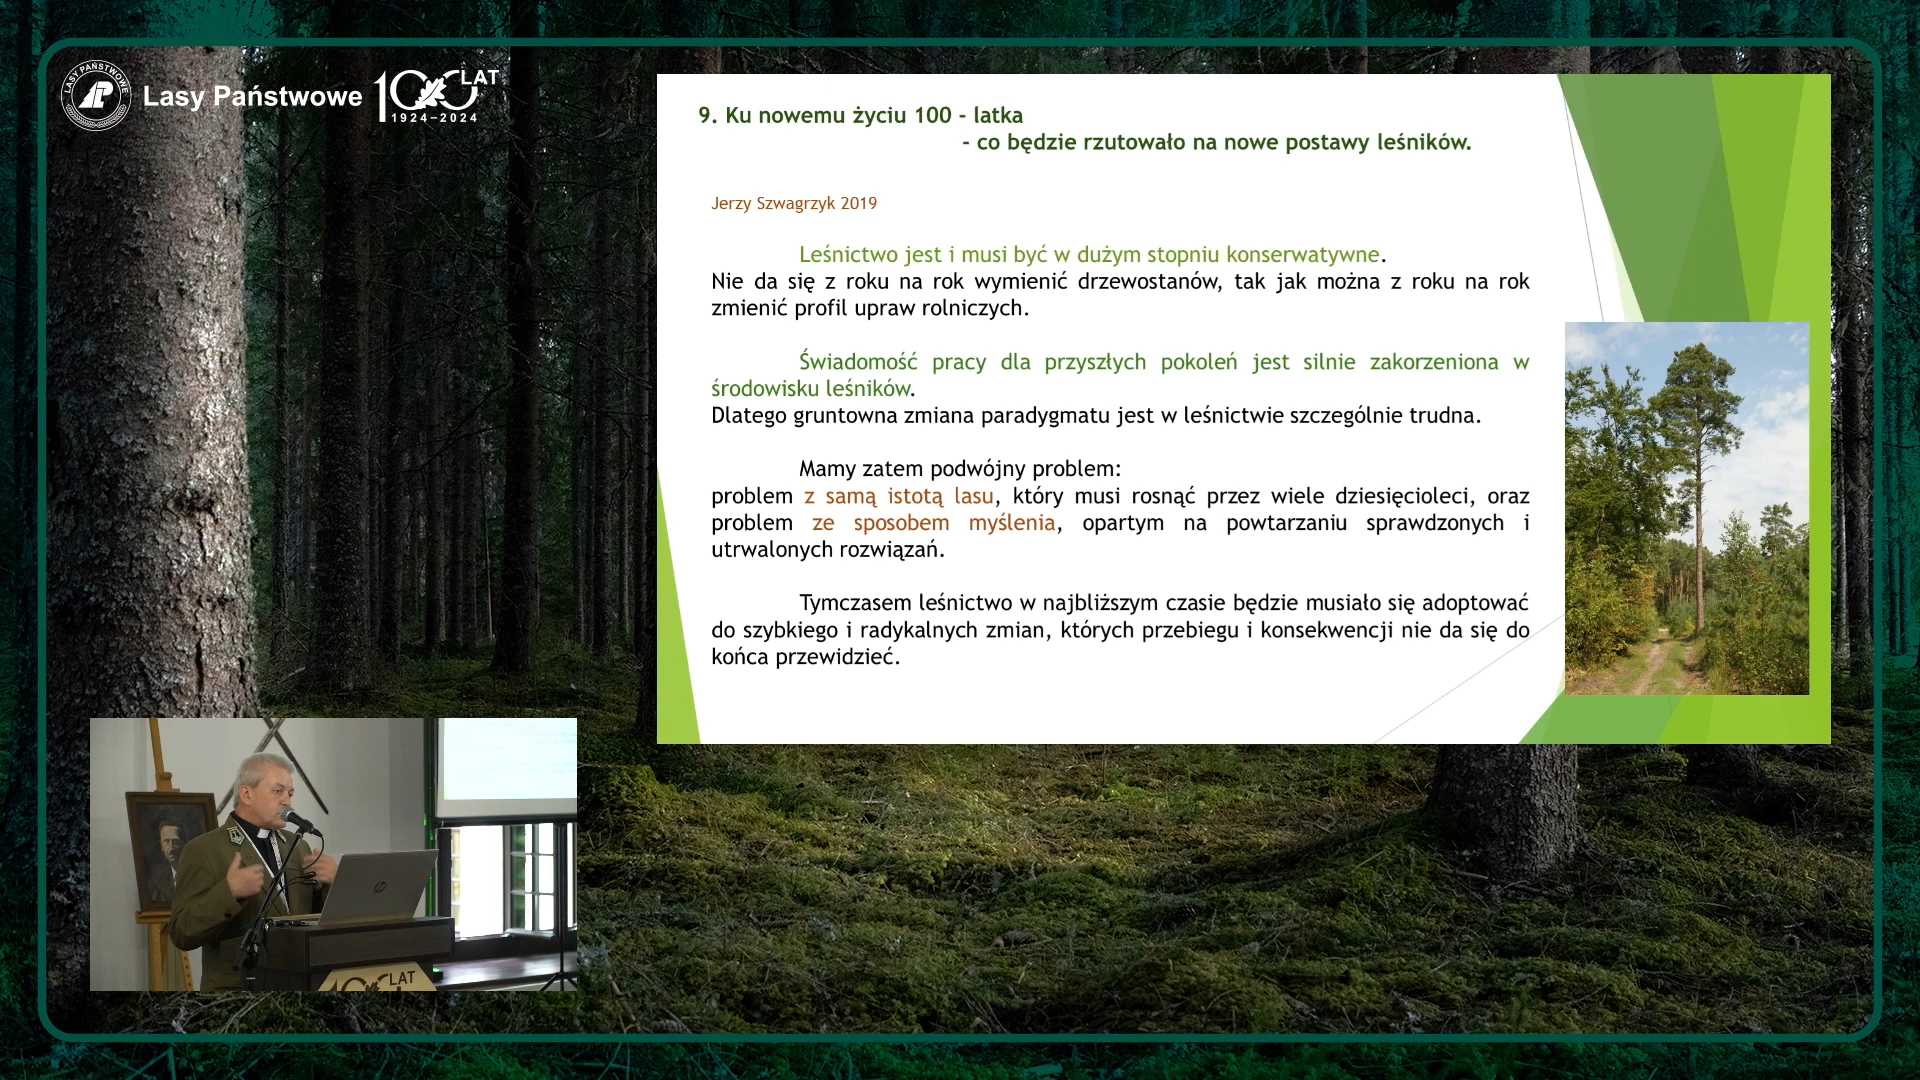 LASY PAŃSTWOWE
Lasy Państwowe
100 LAT
1924-2024
9. Ku nowemu życiu 100 - latka
- co będzie rzutowało na nowe postawy leśników.
Jerzy Szwagrzyk 2019
Leśnictwo jest i musi być w dużym stopniu konserwatywne.
Nie da się z roku na rok wymienić drzewostanów, tak jak można z roku na rok
zmienić profil upraw rolniczych.
Świadomość pracy dla przyszłych pokoleń jest silnie zakorzeniona w
środowisku leśników.
Dlatego gruntowna zmiana paradygmatu jest w leśnictwie szczególnie trudna.
Mamy zatem podwójny problem:
problem z samą istotą lasu, który musi rosnąć przez wiele dziesięcioleci, oraz
problem ze sposobem myślenia, opartym na powtarzaniu sprawdzonych i
utrwalonych rozwiązań.
Tymczasem leśnictwo w najbliższym czasie będzie musiało się adoptować
do szybkiego i radykalnych zmian, których przebiegu i konsekwencji nie da się do
końca przewidzieć.
hp
100 LAT